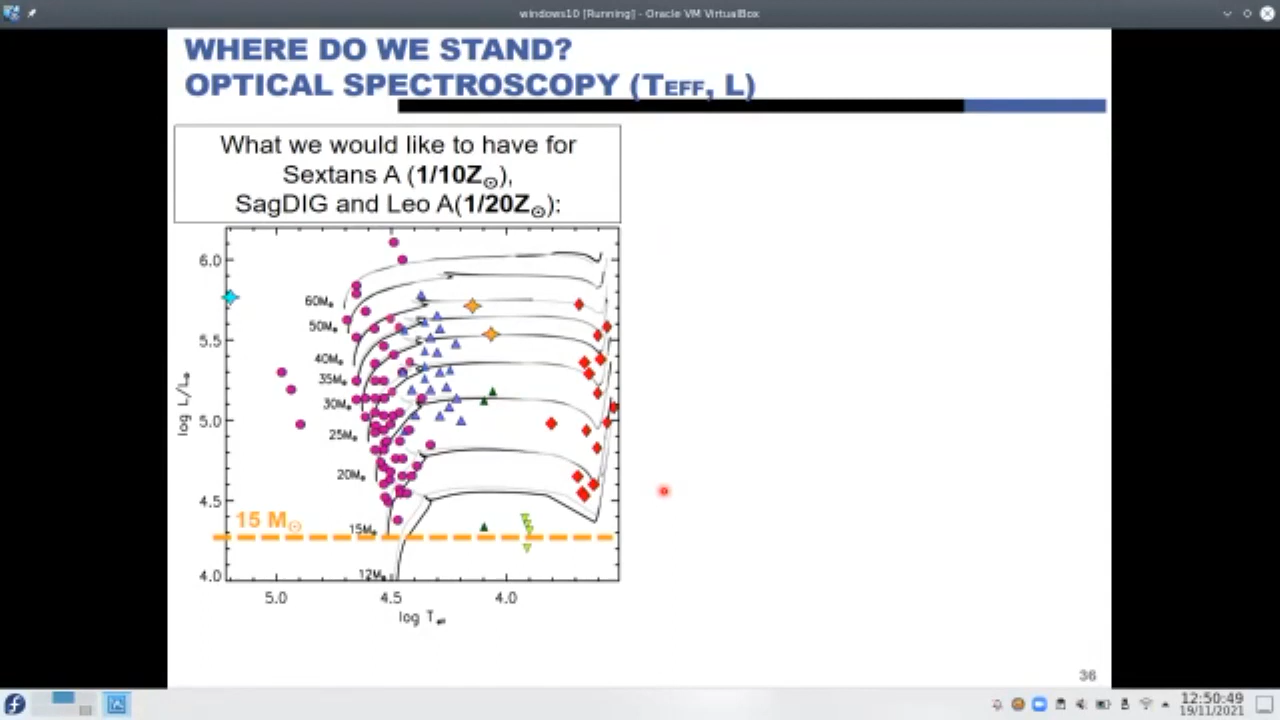 windows10 [Running] - Oracle VM VirtualBox
WHERE DO WE STAND?
OPTICAL SPECTROSCOPY (TEFF, L)
What we would like to have for
Sextans A (1/10Z⊙),
SagDIG and Leo A(1/20Z⊙):
6.0
60M⊙
50M⊙
5.5
40M⊙
35M⊙
30M⊙
log L/L⊙
5.0
25M⊙
20M⊙
4.5
15 M⊙
15M⊙
4.0
12M⊙
5.0
4.5
4.0
log Teff
36
12:50:49
19/11/2021